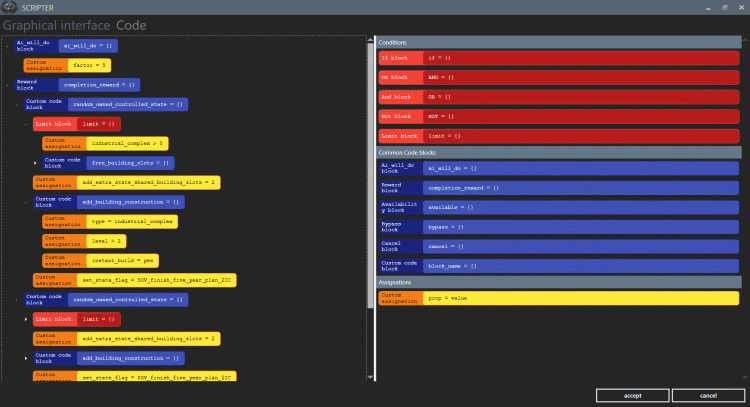 SCRIPTER
Graphical interface Code
Ai_will_do block ai_will_do = {}
Custom assignation factor = 5
Reward block completion_reward = {}
Custom code block random_owned_controlled_state = {}
Limit block limit = {}
Custom assignation industrial_complex > 0
Custom code block free_building_slots = {}
Custom assignation add_extra_state_shared_building_slots = 2
Custom code block add_building_construction = {}
Custom assignation type = industrial_complex
Custom assignation level = 2
Custom assignation instant_build = yes
Custom assignation set_state_flag = SOV_finish_five_year_plan_2IC
Custom code block random_owned_controlled_state = {}
Limit block limit = {}
Custom assignation add_extra_state_shared_building_slots = 2
Custom code block add_building_construction = {}
Custom assignation set_state_flag = SOV_finish_five_year_plan_2IC
Conditions
If block if = {}
Or block AND = {}
And block OR = {}
Not block NOT = {}
Limit block limit = {}
Common Code blocks
Ai_will_do block ai_will_do = {}
Reward block completion_reward = {}
Availability block available = {}
Bypass block bypass = {}
Cancel block cancel = {}
Custom code block block_name = {}
Assignations
Custom assignation prop = value
accept cancel